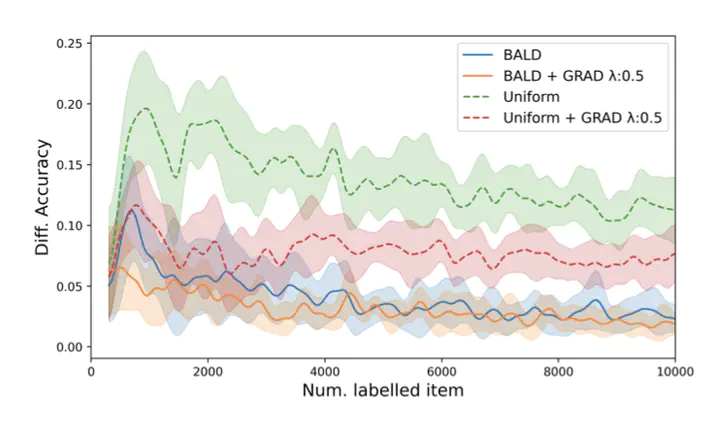 0.25
0.20
0.15
0.10
0.05
0.00
Diff. Accuracy
BALD
BALD + GRAD λ:0.5
Uniform
Uniform + GRAD λ:0.5
0 2000 4000 6000 8000 10000
Num. labelled item